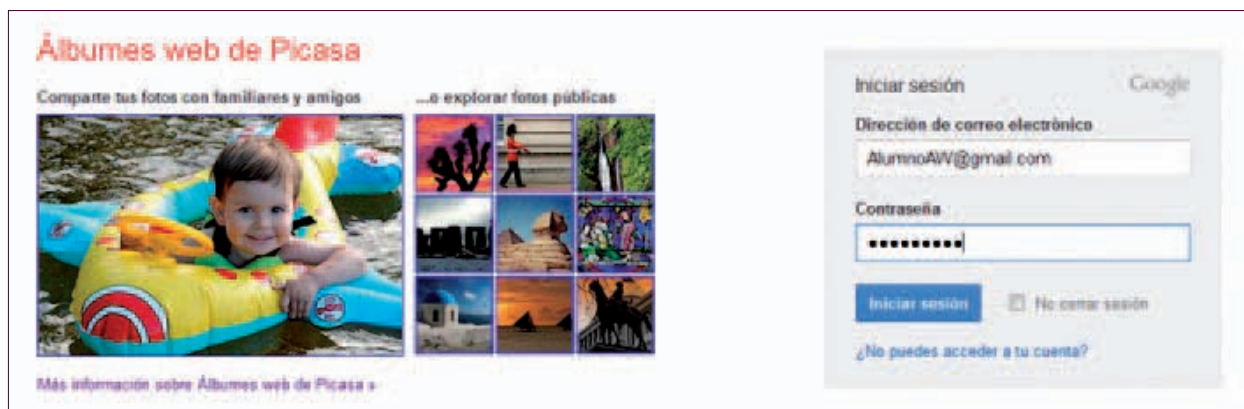 Álbumes web de Picasa
Comparte tus fotos con familiares y amigos
...o explorar fotos públicas
Más información sobre Álbumes web de Picasa »
Iniciar sesión
Google
Dirección de correo electrónico
AlumnoAW@gmail.com
Contraseña
•••••••••
Iniciar sesión
No cerrar sesión
¿No puedes acceder a tu cuenta?